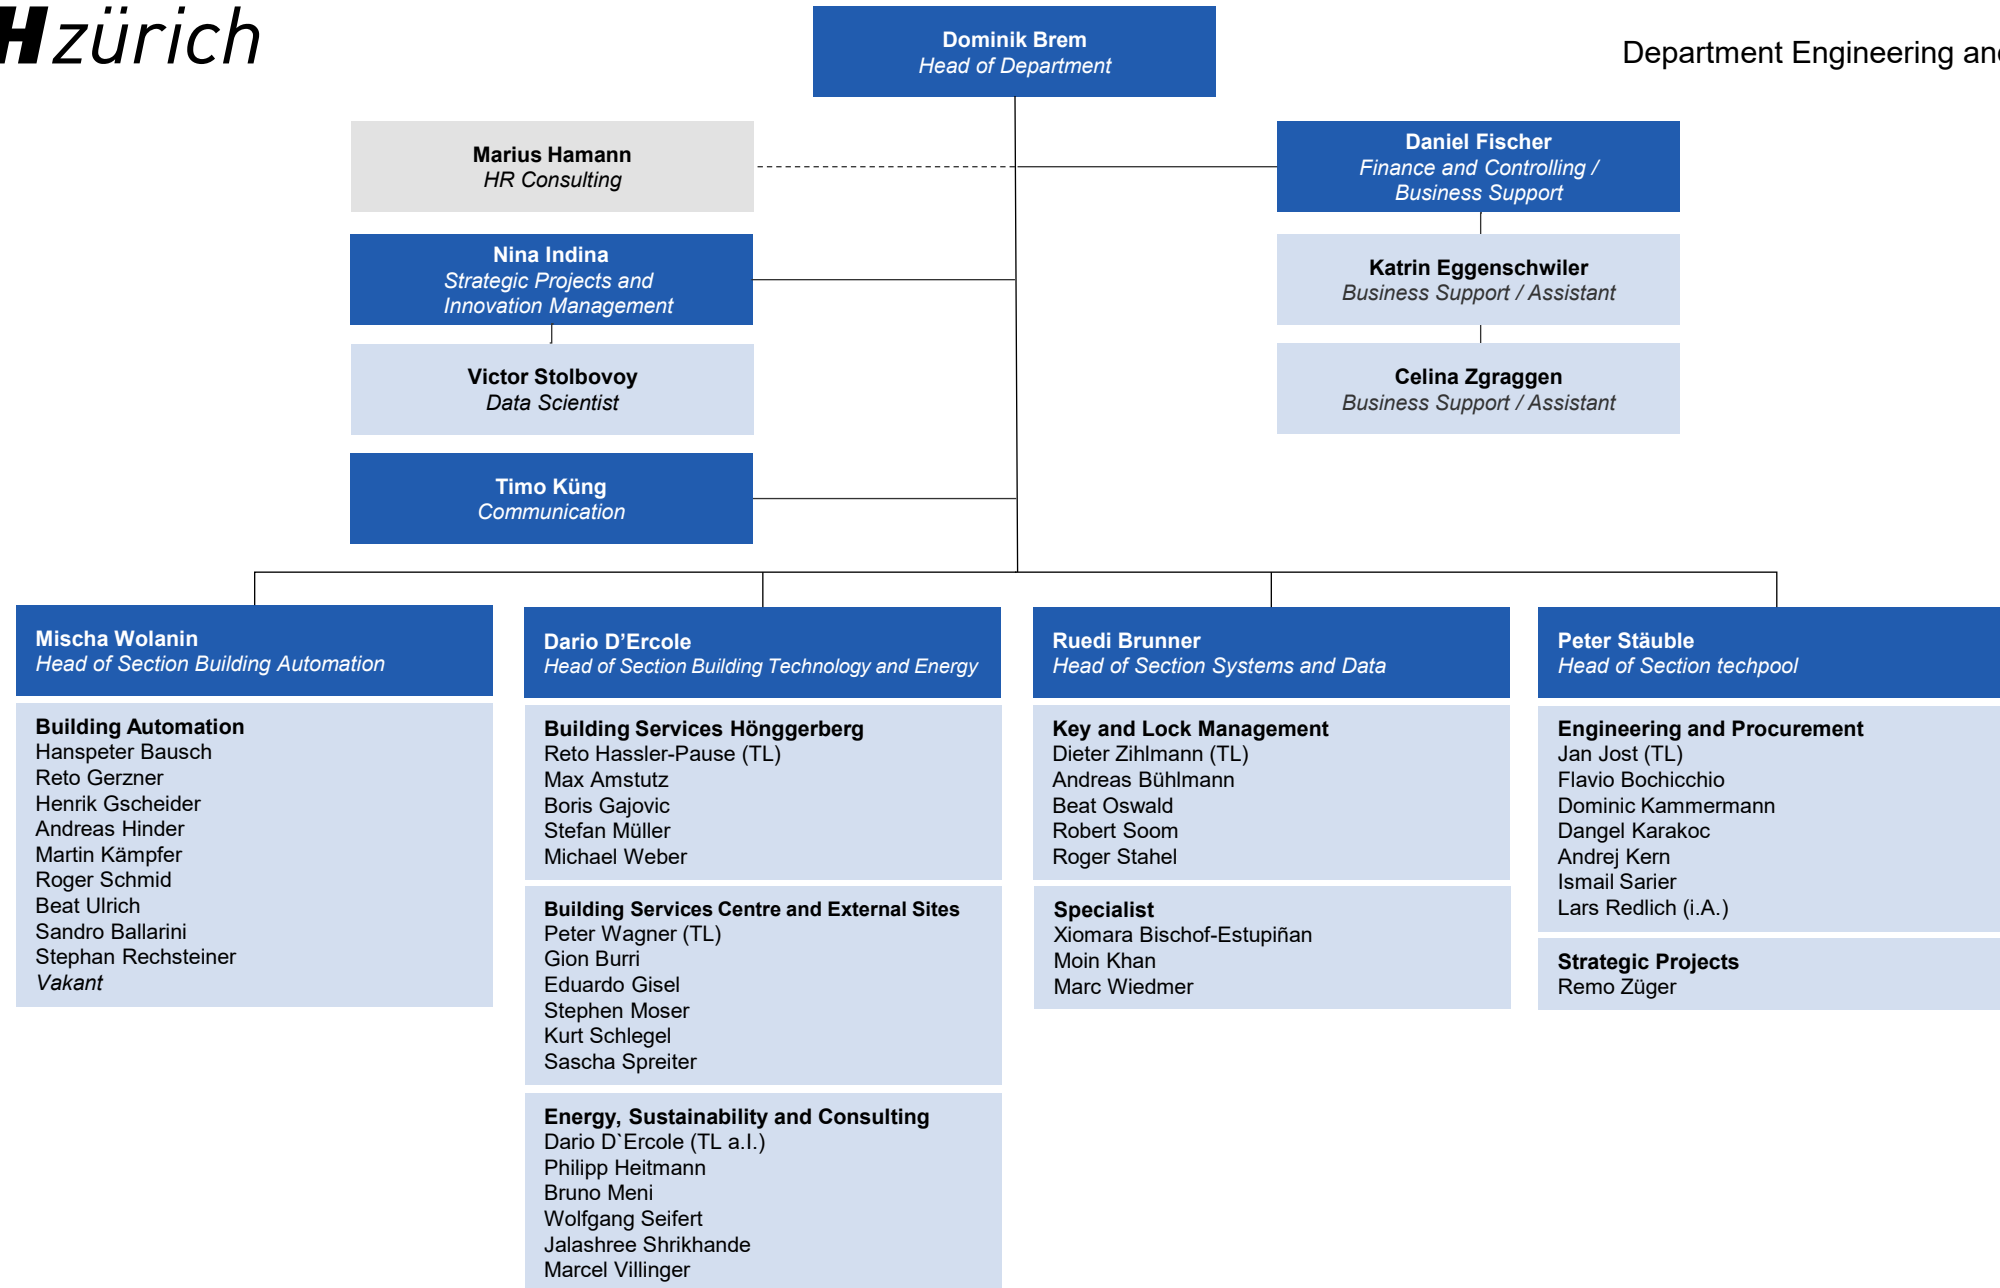 Hzürich
Dominik Brem
Head of Department
Department Engineering and
Marius Hamann
HR Consulting
Daniel Fischer
Finance and Controlling /
Business Support
Nina Indina
Strategic Projects and
Innovation Management
Katrin Eggenschwiler
Business Support / Assistant
Victor Stolbovoy
Data Scientist
Celina Zgraggen
Business Support / Assistant
Timo Küng
Communication
Mischa Wolanin
Head of Section Building Automation
Building Automation
Hanspeter Bausch
Reto Gerzner
Henrik Gscheider
Andreas Hinder
Martin Kämpfer
Roger Schmid
Beat Ulrich
Sandro Ballarini
Stephan Rechsteiner
Vakant
Dario D’Ercole
Head of Section Building Technology and Energy
Building Services Hönggerberg
Reto Hassler-Pause (TL)
Max Amstutz
Boris Gajovic
Stefan Müller
Michael Weber
Building Services Centre and External Sites
Peter Wagner (TL)
Gion Burri
Eduardo Gisel
Stephen Moser
Kurt Schlegel
Sascha Spreiter
Energy, Sustainability and Consulting
Dario D`Ercole (TL a.I.)
Philipp Heitmann
Bruno Meni
Wolfgang Seifert
Jalashree Shrikhande
Marcel Villinger
Ruedi Brunner
Head of Section Systems and Data
Key and Lock Management
Dieter Zihlmann (TL)
Andreas Bühlmann
Beat Oswald
Robert Soom
Roger Stahel
Specialist
Xiomara Bischof-Estupiñan
Moin Khan
Marc Wiedmer
Peter Stäuble
Head of Section techpool
Engineering and Procurement
Jan Jost (TL)
Flavio Bochicchio
Dominic Kammermann
Dangel Karakoc
Andrej Kern
Ismail Sarier
Lars Redlich (i.A.)
Strategic Projects
Remo Züger